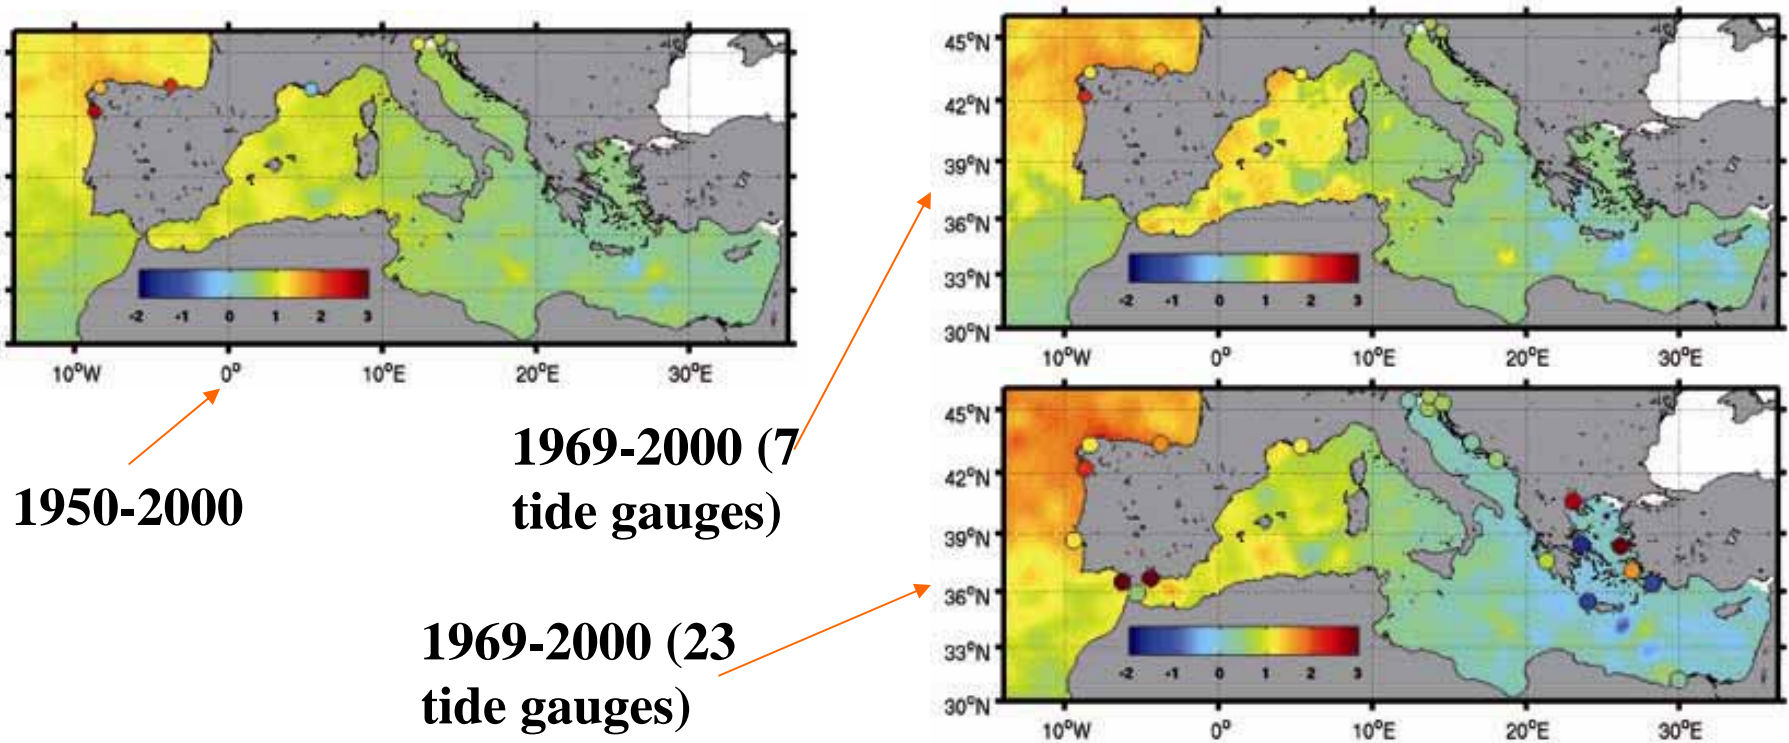 -2 -1 0 1 2 3
10°W 0° 10°E 20°E 30°E
1950-2000
1969-2000 (7
tide gauges)
1969-2000 (23
tide gauges)
45°N
42°N
39°N
36°N
33°N
30°N
-2 -1 0 1 2 3
10°W 0° 10°E 20°E 30°E
45°N
42°N
39°N
36°N
33°N
30°N
-2 -1 0 1 2 3
10°W 0° 10°E 20°E 30°E